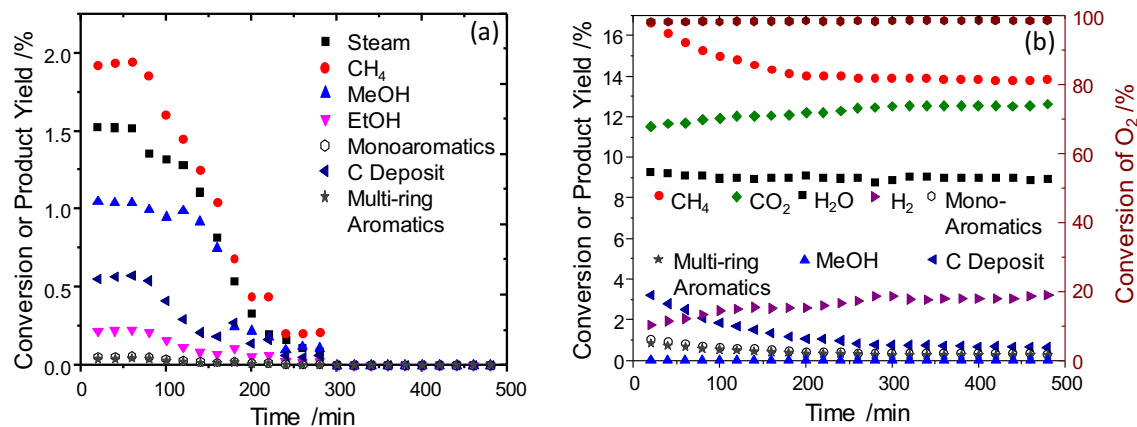 (a)
Steam
CH₄
MeOH
EtOH
Monoaromatics
C Deposit
Multi-ring
Aromatics
Conversion or Product Yield /%
2.0
1.5
1.0
0.5
0.0
0 100 200 300 400 500
Time /min
(b)
Conversion or Product Yield /%
16
14
12
10
8
6
4
2
0
CH₄ CO₂ H₂O H₂ Mono-
Aromatics
Multi-ring MeOH C Deposit
Aromatics
100
80
60
40
20
0
Conversion of O₂ /%
0 100 200 300 400 500
Time /min